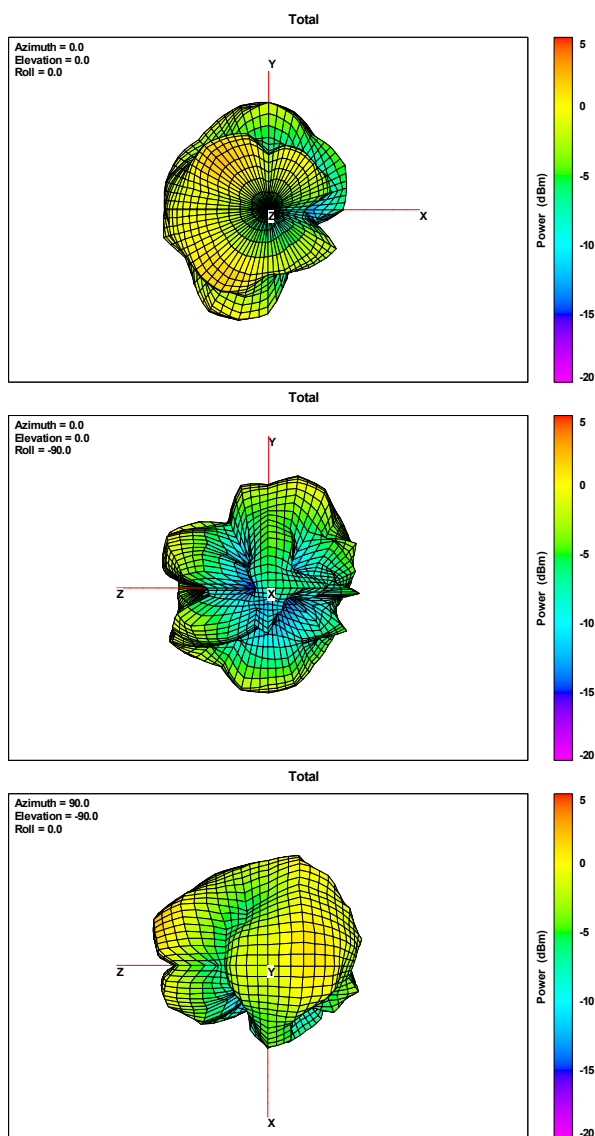 Total
Azimuth = 0.0
Elevation = 0.0
Roll = 0.0
Y
Z
X
5
0
-5
-10
-15
-20
Power (dBm)
Total
Azimuth = 0.0
Elevation = 0.0
Roll = -90.0
Y
Z
X
5
0
-5
-10
-15
-20
Power (dBm)
Total
Azimuth = 90.0
Elevation = -90.0
Roll = 0.0
Z
Y
X
5
0
-5
-10
-15
-20
Power (dBm)